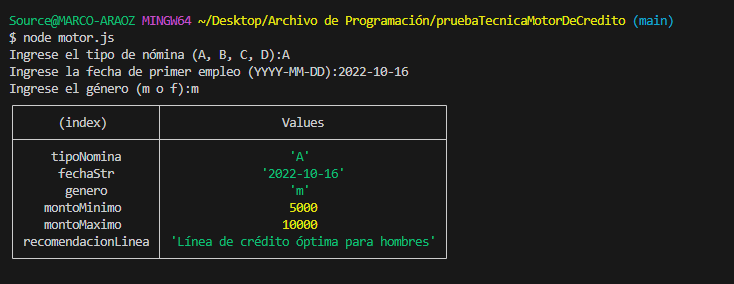 Source@MARCO-ARAOZ MINGW64 ~/Desktop/Archivo de Programación/pruebaTecnicaMotorDeCredito (main)
$ node motor.js
Ingrese el tipo de nómina (A, B, C, D):A
Ingrese la fecha de primer empleo (YYYY-MM-DD):2022-10-16
Ingrese el género (m o f):m
(index) Values
tipoNomina 'A'
fechaStr '2022-10-16'
genero 'm'
montoMinimo 5000
montoMaximo 10000
recomendacionLinea 'Línea de crédito óptima para hombres'